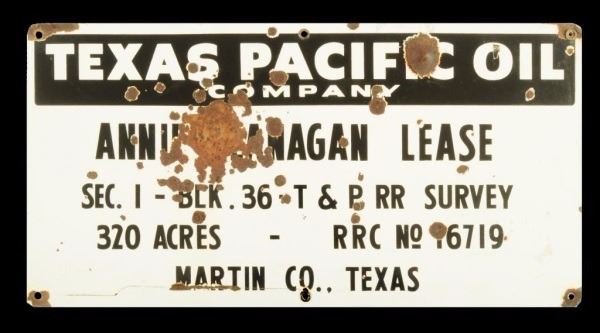 TEXAS PACIFIC OIL
COMPANY
LEASE
SEC. 1 - BLK. 36 - T & P RR SURVEY
320 ACRES - RRC Nº 16719
MARTIN CO., TEXAS